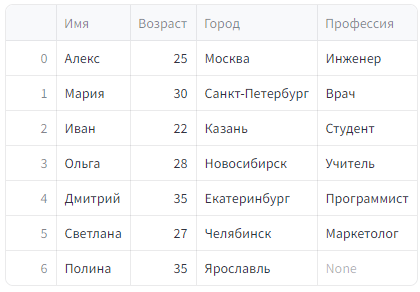 Имя Возраст Город Профессия
0 Алекс 25 Москва Инженер
1 Мария 30 Санкт-Петербург Врач
2 Иван 22 Казань Студент
3 Ольга 28 Новосибирск Учитель
4 Дмитрий 35 Екатеринбург Программист
5 Светлана 27 Челябинск Маркетолог
6 Полина 35 Ярославль None